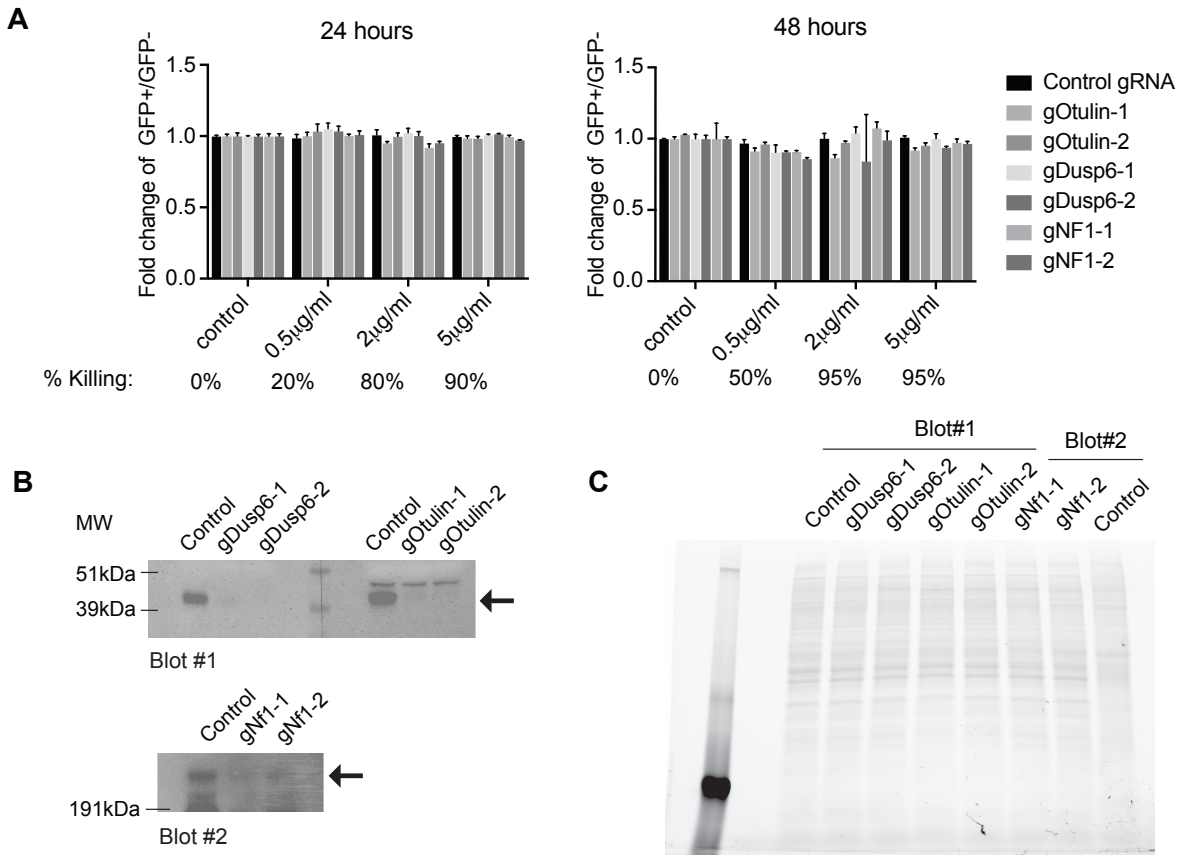 A
24 hours
Fold change of GFP+/GFP-
1.5
1.0
0.5
0.0
control
0.5µg/ml
2µg/ml
5µg/ml
% Killing:
0%
20%
80%
90%
48 hours
Fold change of GFP+/GFP-
1.5
1.0
0.5
0.0
control
0.5µg/ml
2µg/ml
5µg/ml
0%
50%
95%
95%
Control gRNA
gOtulin-1
gOtulin-2
gDusp6-1
gDusp6-2
gNF1-1
gNF1-2
B
MW
Control
gDusp6-1
gDusp6-2
Control
gOtulin-1
gOtulin-2
51kDa
39kDa
Blot #1
Control
gNf1-1
gNf1-2
191kDa
Blot #2
C
Blot#1
Blot#2
Control
gDusp6-1
gDusp6-2
gOtulin-1
gOtulin-2
gNf1-1
gNf1-2
Control